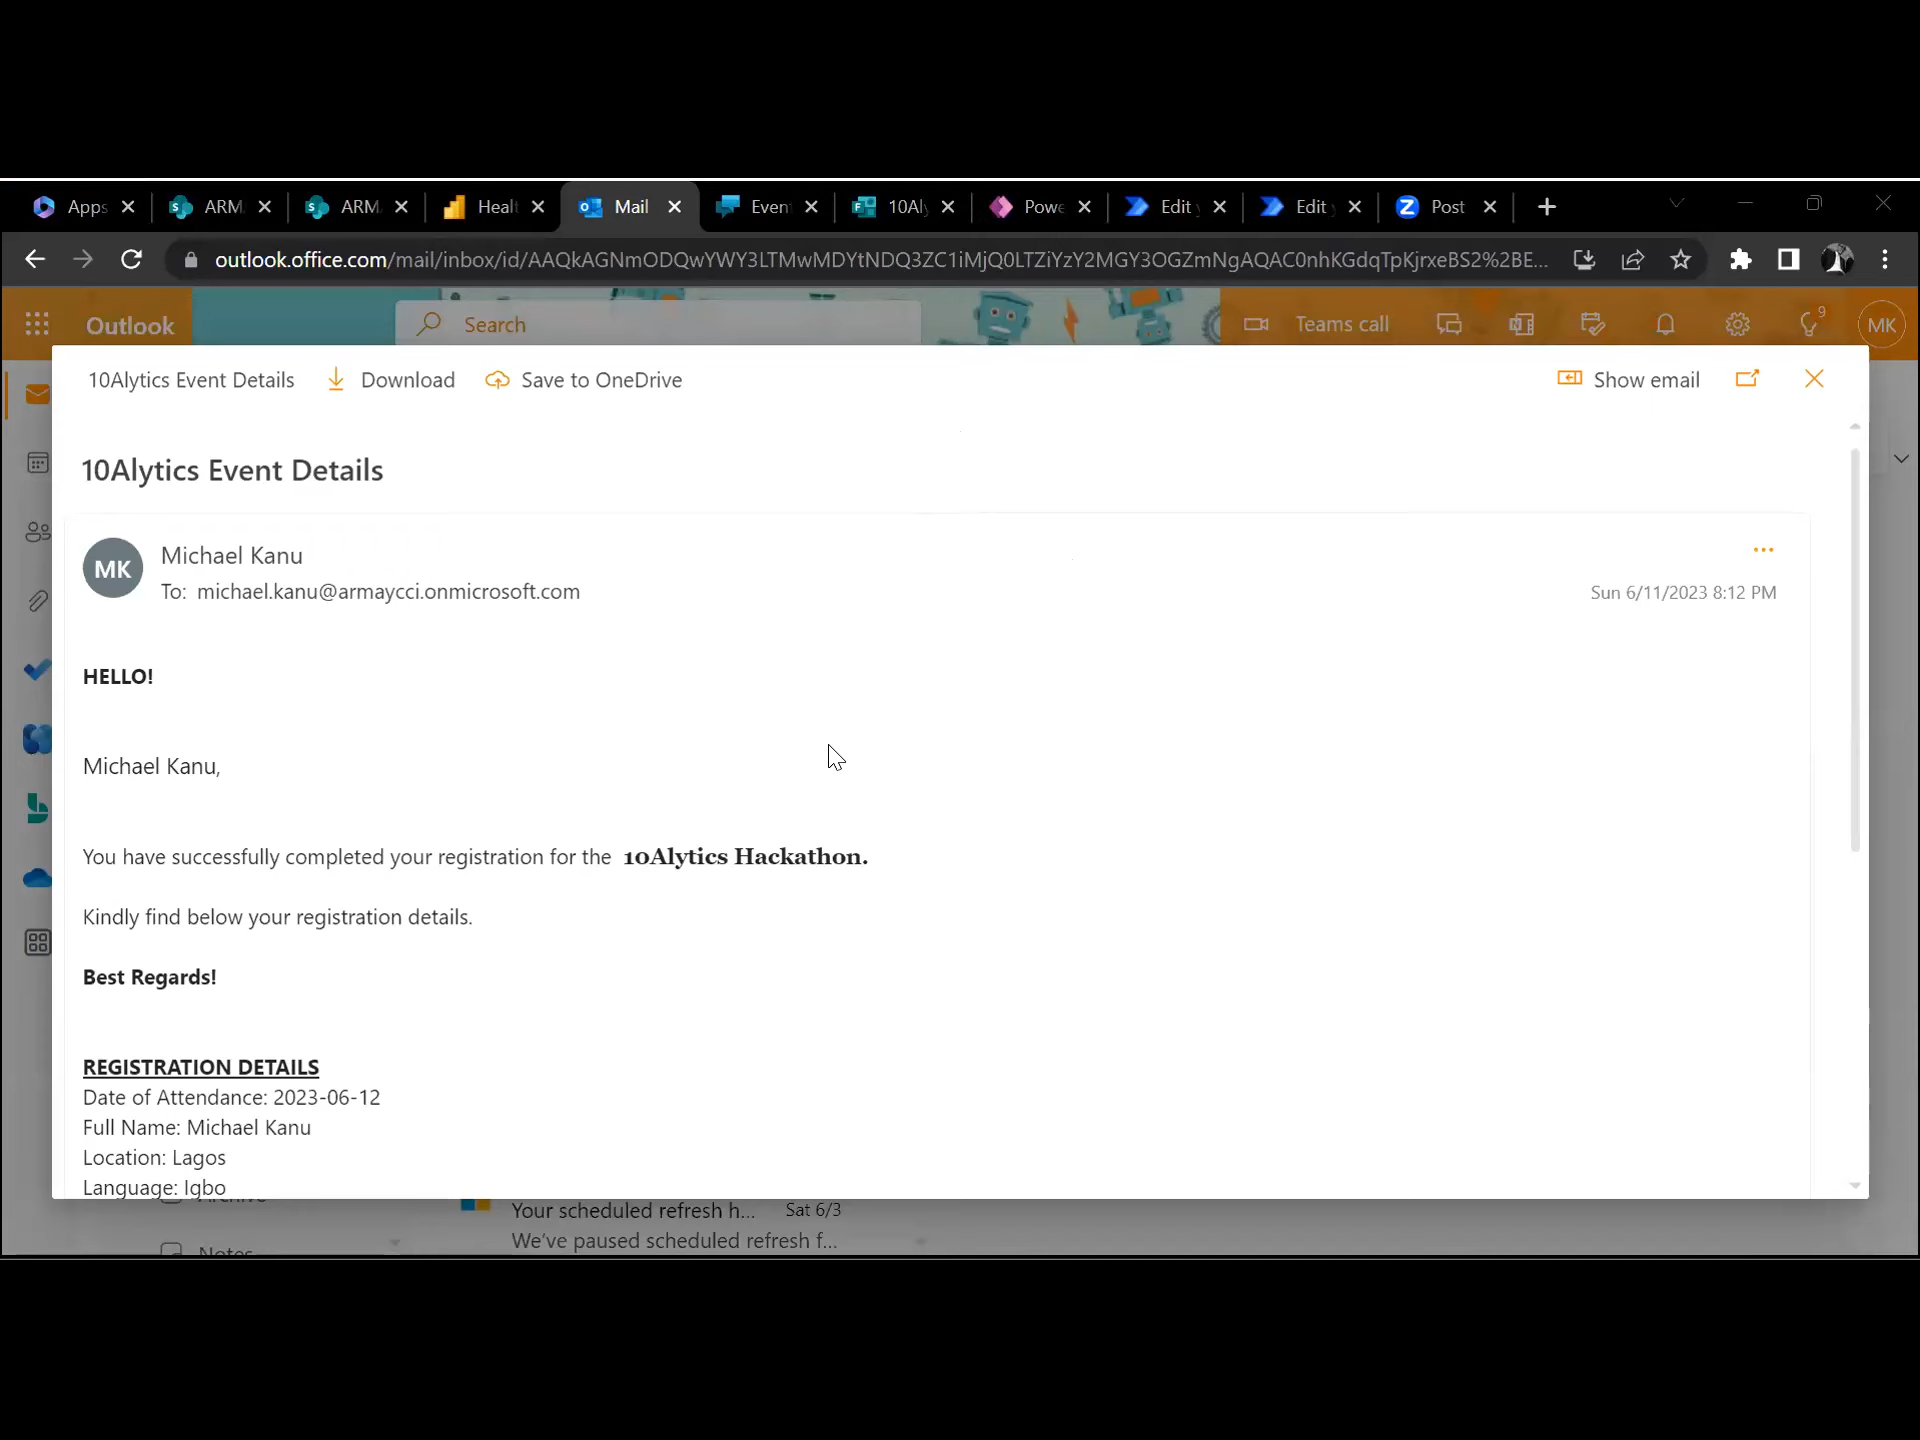 Apps ARM. ARM. Healt Mail Even 10Al Powe Edit Edit Post
outlook.office.com/mail/inbox/id/AAQkAGNmODQwYWY3LTMwMDYtNDQ3ZC1iMjQ0LTZiYzY2MGY3OGZmNgAQAC0nhKGdqTpKjrxeBS2%2BE...
Outlook Search Teams call 9 MK
10Alytics Event Details Download Save to OneDrive Show email
10Alytics Event Details
MK Michael Kanu
To: michael.kanu@armaycci.onmicrosoft.com Sun 6/11/2023 8:12 PM
HELLO!
Michael Kanu,
You have successfully completed your registration for the 10Alytics Hackathon.
Kindly find below your registration details.
Best Regards!
REGISTRATION DETAILS
Date of Attendance: 2023-06-12
Full Name: Michael Kanu
Location: Lagos
Language: Igbo
Your scheduled refresh h... Sat 6/3
We've paused scheduled refresh f...
Notes